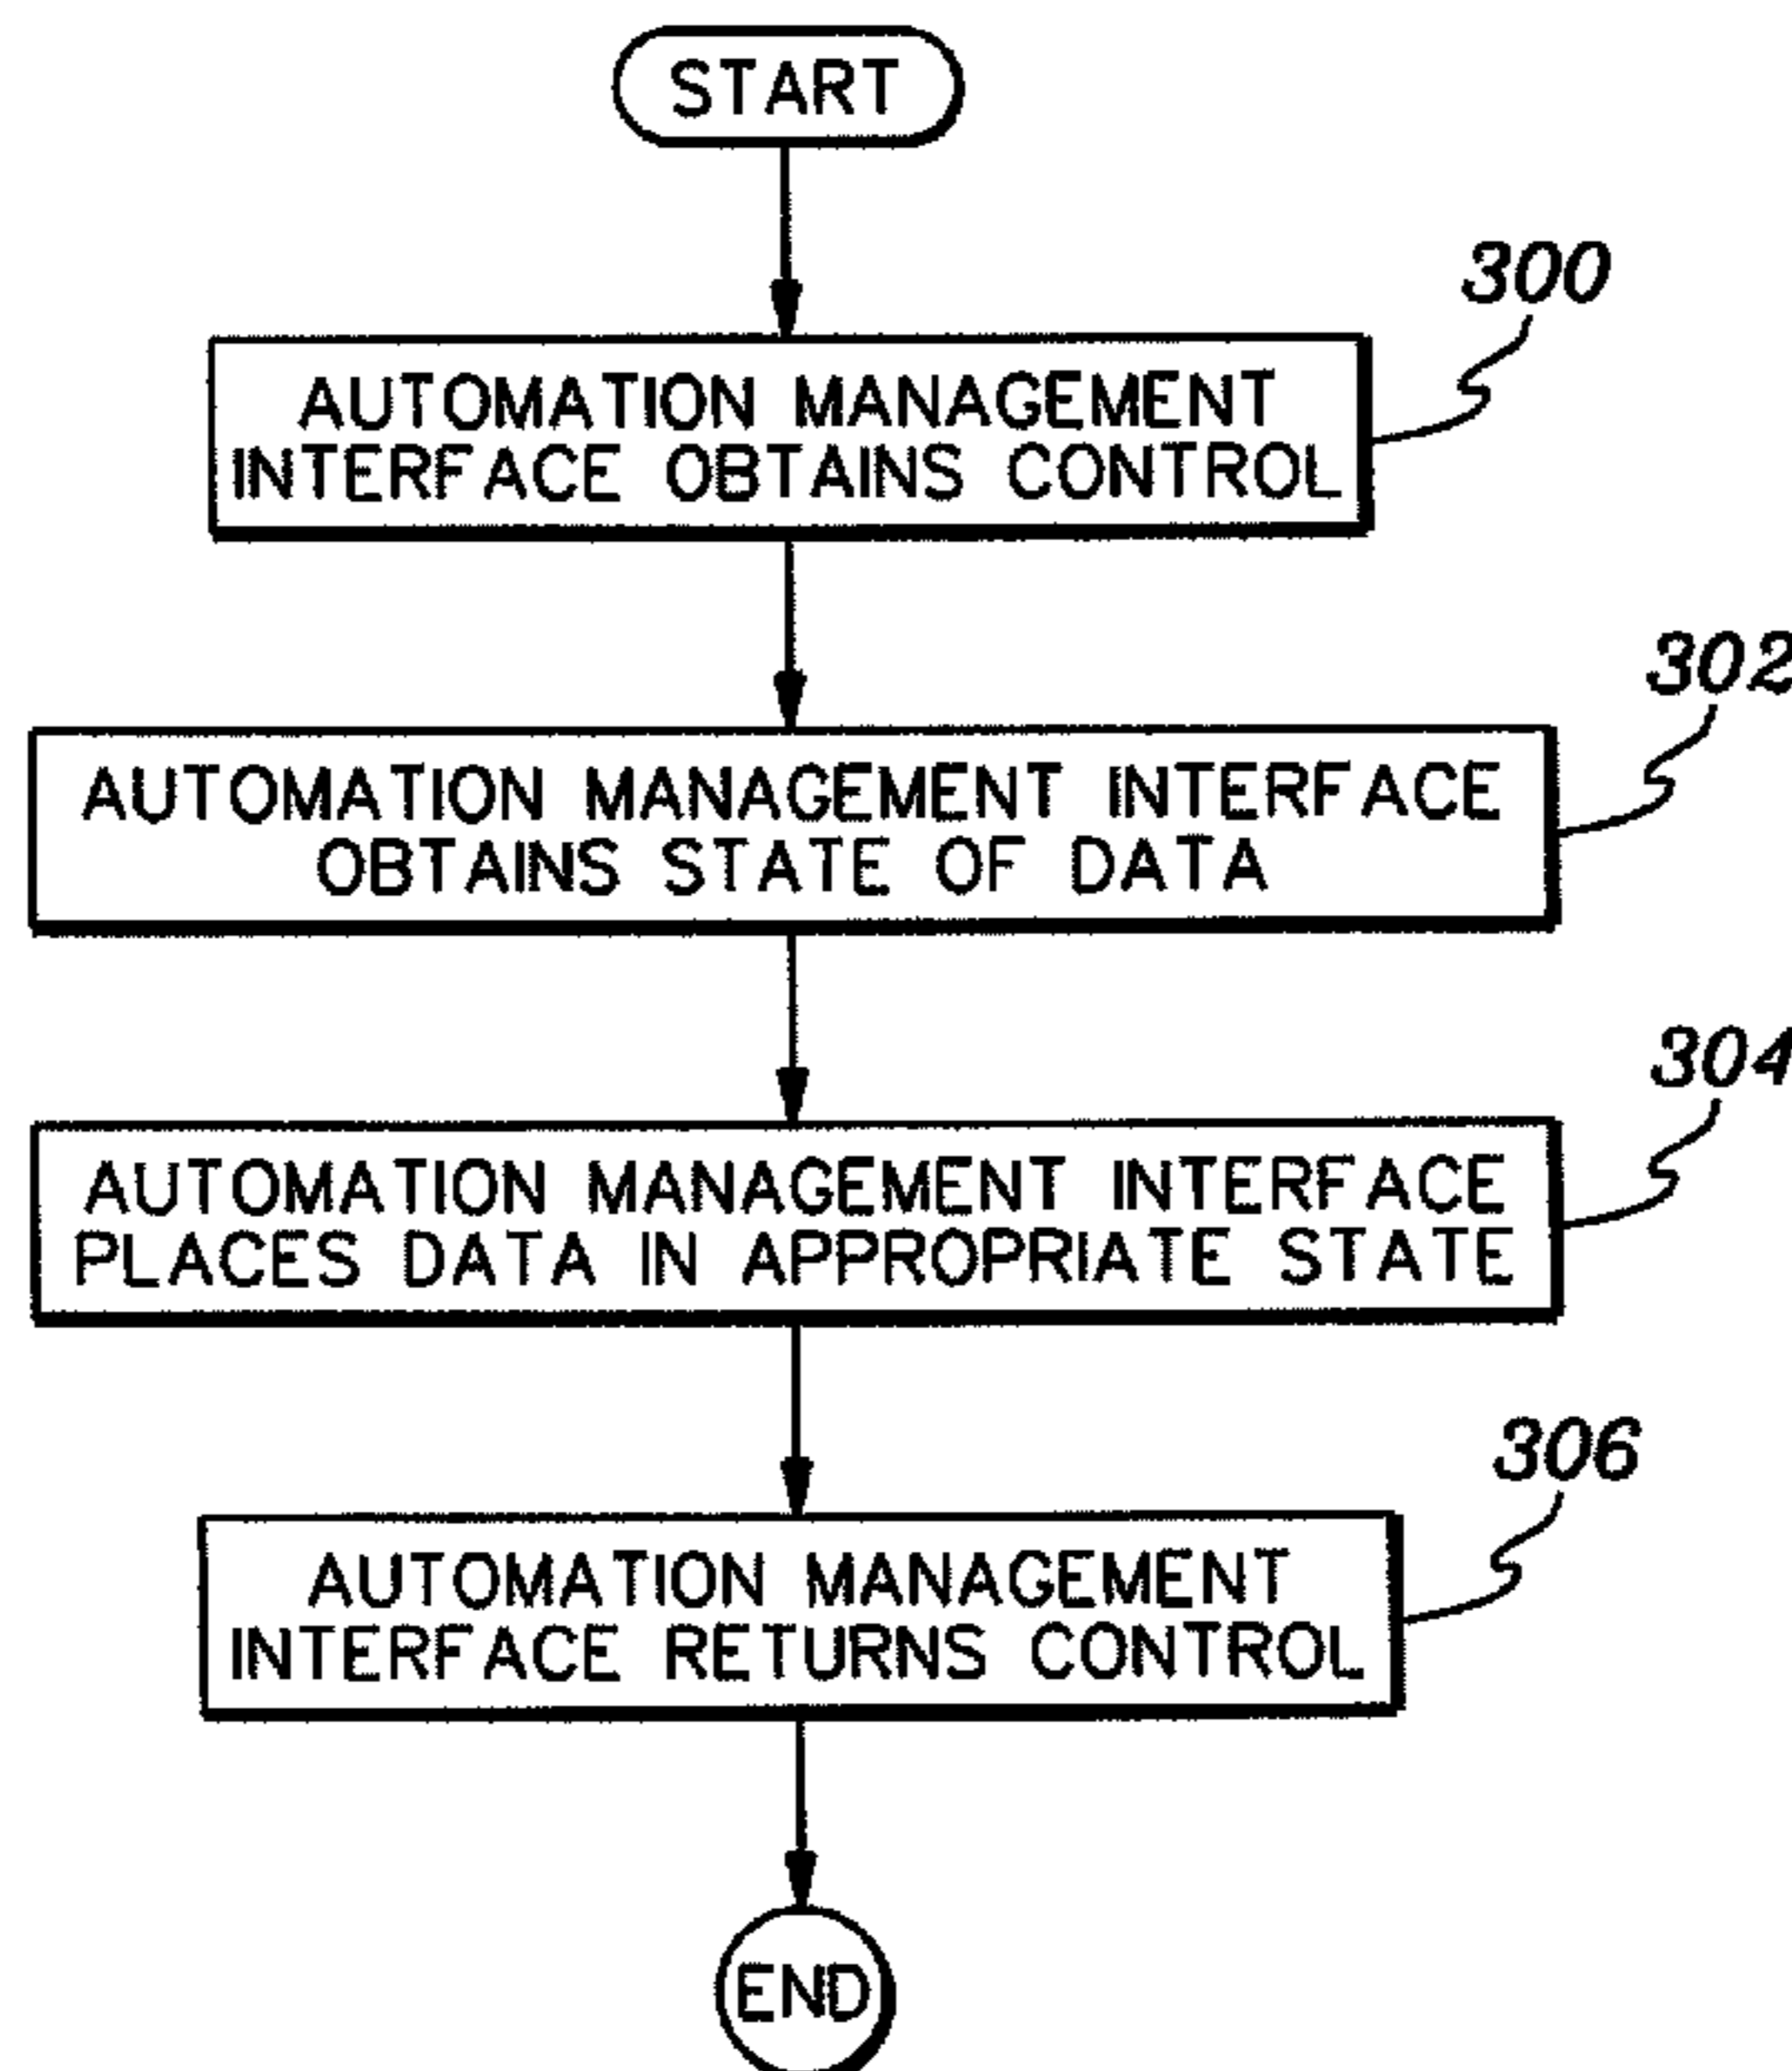 START
300
AUTOMATION MANAGEMENT
INTERFACE OBTAINS CONTROL
302
AUTOMATION MANAGEMENT INTERFACE
OBTAINS STATE OF DATA
304
AUTOMATION MANAGEMENT INTERFACE
PLACES DATA IN APPROPRIATE STATE
306
AUTOMATION MANAGEMENT
INTERFACE RETURNS CONTROL
END